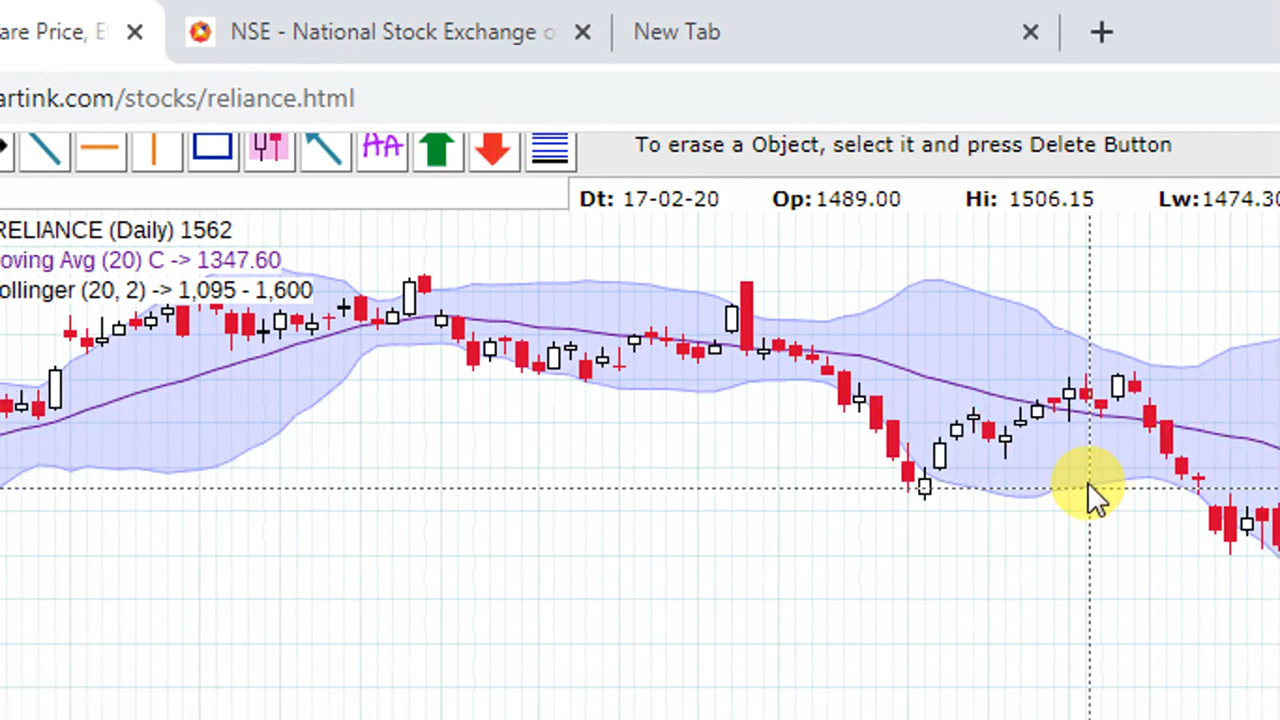 are Price, E NSE - National Stock Exchange o New Tab
artink.com/stocks/reliance.html
AA To erase a Object, select it and press Delete Button
Dt: 17-02-20 Op:1489.00 Hi: 1506.15 Lw:1474.30
RELIANCE (Daily) 1562
oving Avg (20) C -> 1347.60
ollinger (20, 2) -> 1,095 - 1,600